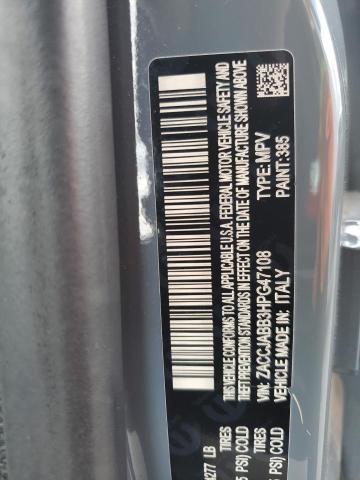 277 LB
TIRES
PSI) COLD
TIRES
PSI) COLD
THIS VEHICLE CONFORMS TO ALL APPLICABLE U.S.A. FEDERAL MOTOR VEHICLE SAFETY AND
THEFT PREVENTION STANDARDS IN EFFECT ON THE DATE OF MANUFACTURE SHOWN ABOVE
VIN: ZACCJABB3HPG47108
TYPE: MPV
MADE IN: ITALY
PAINT: 385